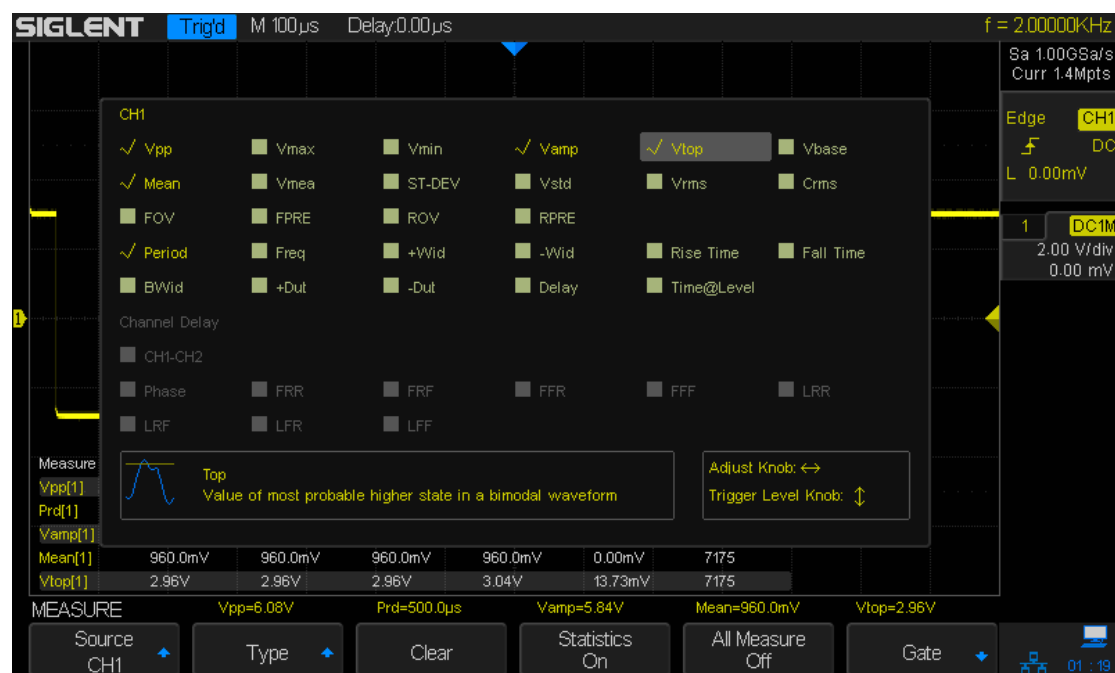 SIGLENT Trig'd M 100µs Delay:0.00µs f = 2.00000KHz
Sa 1.00GSa/s
Curr 1.4Mpts
Edge CH1
DC
L 0.00mV
1 DC1M
2.00 V/div
0.00 mV
CH1
Vpp Vmax Vmin Vamp Vtop Vbase
Mean Vmea ST-DEV Vstd Vrms Crms
FOV FPRE ROV RPRE
Period Freq +Wid -Wid Rise Time Fall Time
BWid +Dut -Dut Delay Time@Level
Channel Delay
CH1-CH2
Phase FRR FRF FFR FFF LRR
LRF LFR LFF
Top
Value of most probable higher state in a bimodal waveform
Adjust Knob:
Trigger Level Knob:
1
Measure
Vpp[1]
Prd[1]
Vamp[1]
Mean[1] 960.0mV 960.0mV 960.0mV 960.0mV 0.00mV 7175
Vtop[1] 2.96V 2.96V 2.96V 3.04V 13.73mV 7175
MEASURE Vpp=6.08V Prd=500.0µs Vamp=5.84V Mean=960.0mV Vtop=2.96V
Source
CH1
Type
Clear
Statistics
On
All Measure
Off
Gate
01 : 19